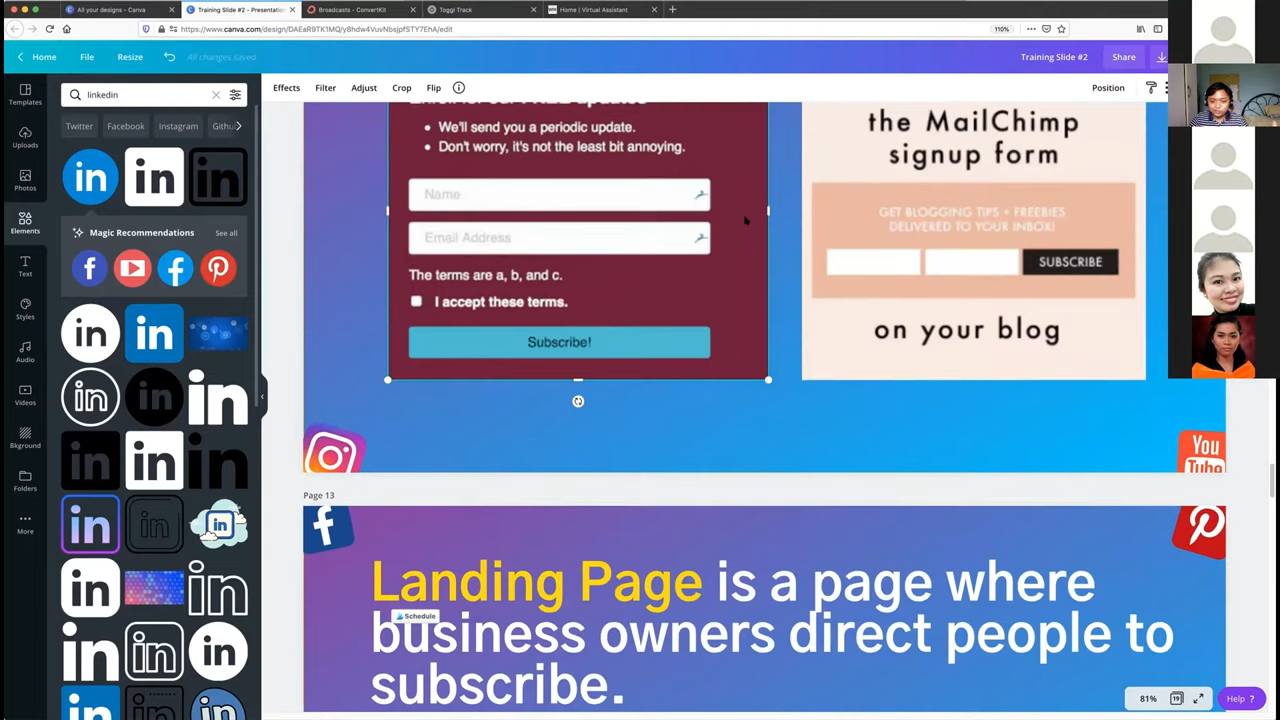 All your designs - Canva
Training Slide #2 - Presentation
Broadcasts - ConvertKit
Toggl Track
Home | Virtual Assistant
https://www.canva.com/design/DAEaR9TK1MQ/y8hdw4VuvNbsjpfSTY7EhA/edit
110%
Home
File
Resize
All changes saved
Training Slide #2
Share
Templates
Uploads
Photos
Elements
Text
Styles
Audio
Videos
Bkground
Folders
More
linkedin
Twitter
Facebook
Instagram
Magic Recommendations
See all
Effects
Filter
Adjust
Crop
Flip
Position
We'll send you a periodic update.
Don't worry, it's not the least bit annoying.
Name
Email Address
The terms are a, b, and c.
I accept these terms.
Subscribe!
the MailChimp
signup form
GET BLOGGING TIPS + FREEBIES
DELIVERED TO YOUR INBOX!
SUBSCRIBE
on your blog
You
Tube
Page 13
Landing Page is a page where
business owners direct people to
subscribe.
Schedule
81%
19
Help ?